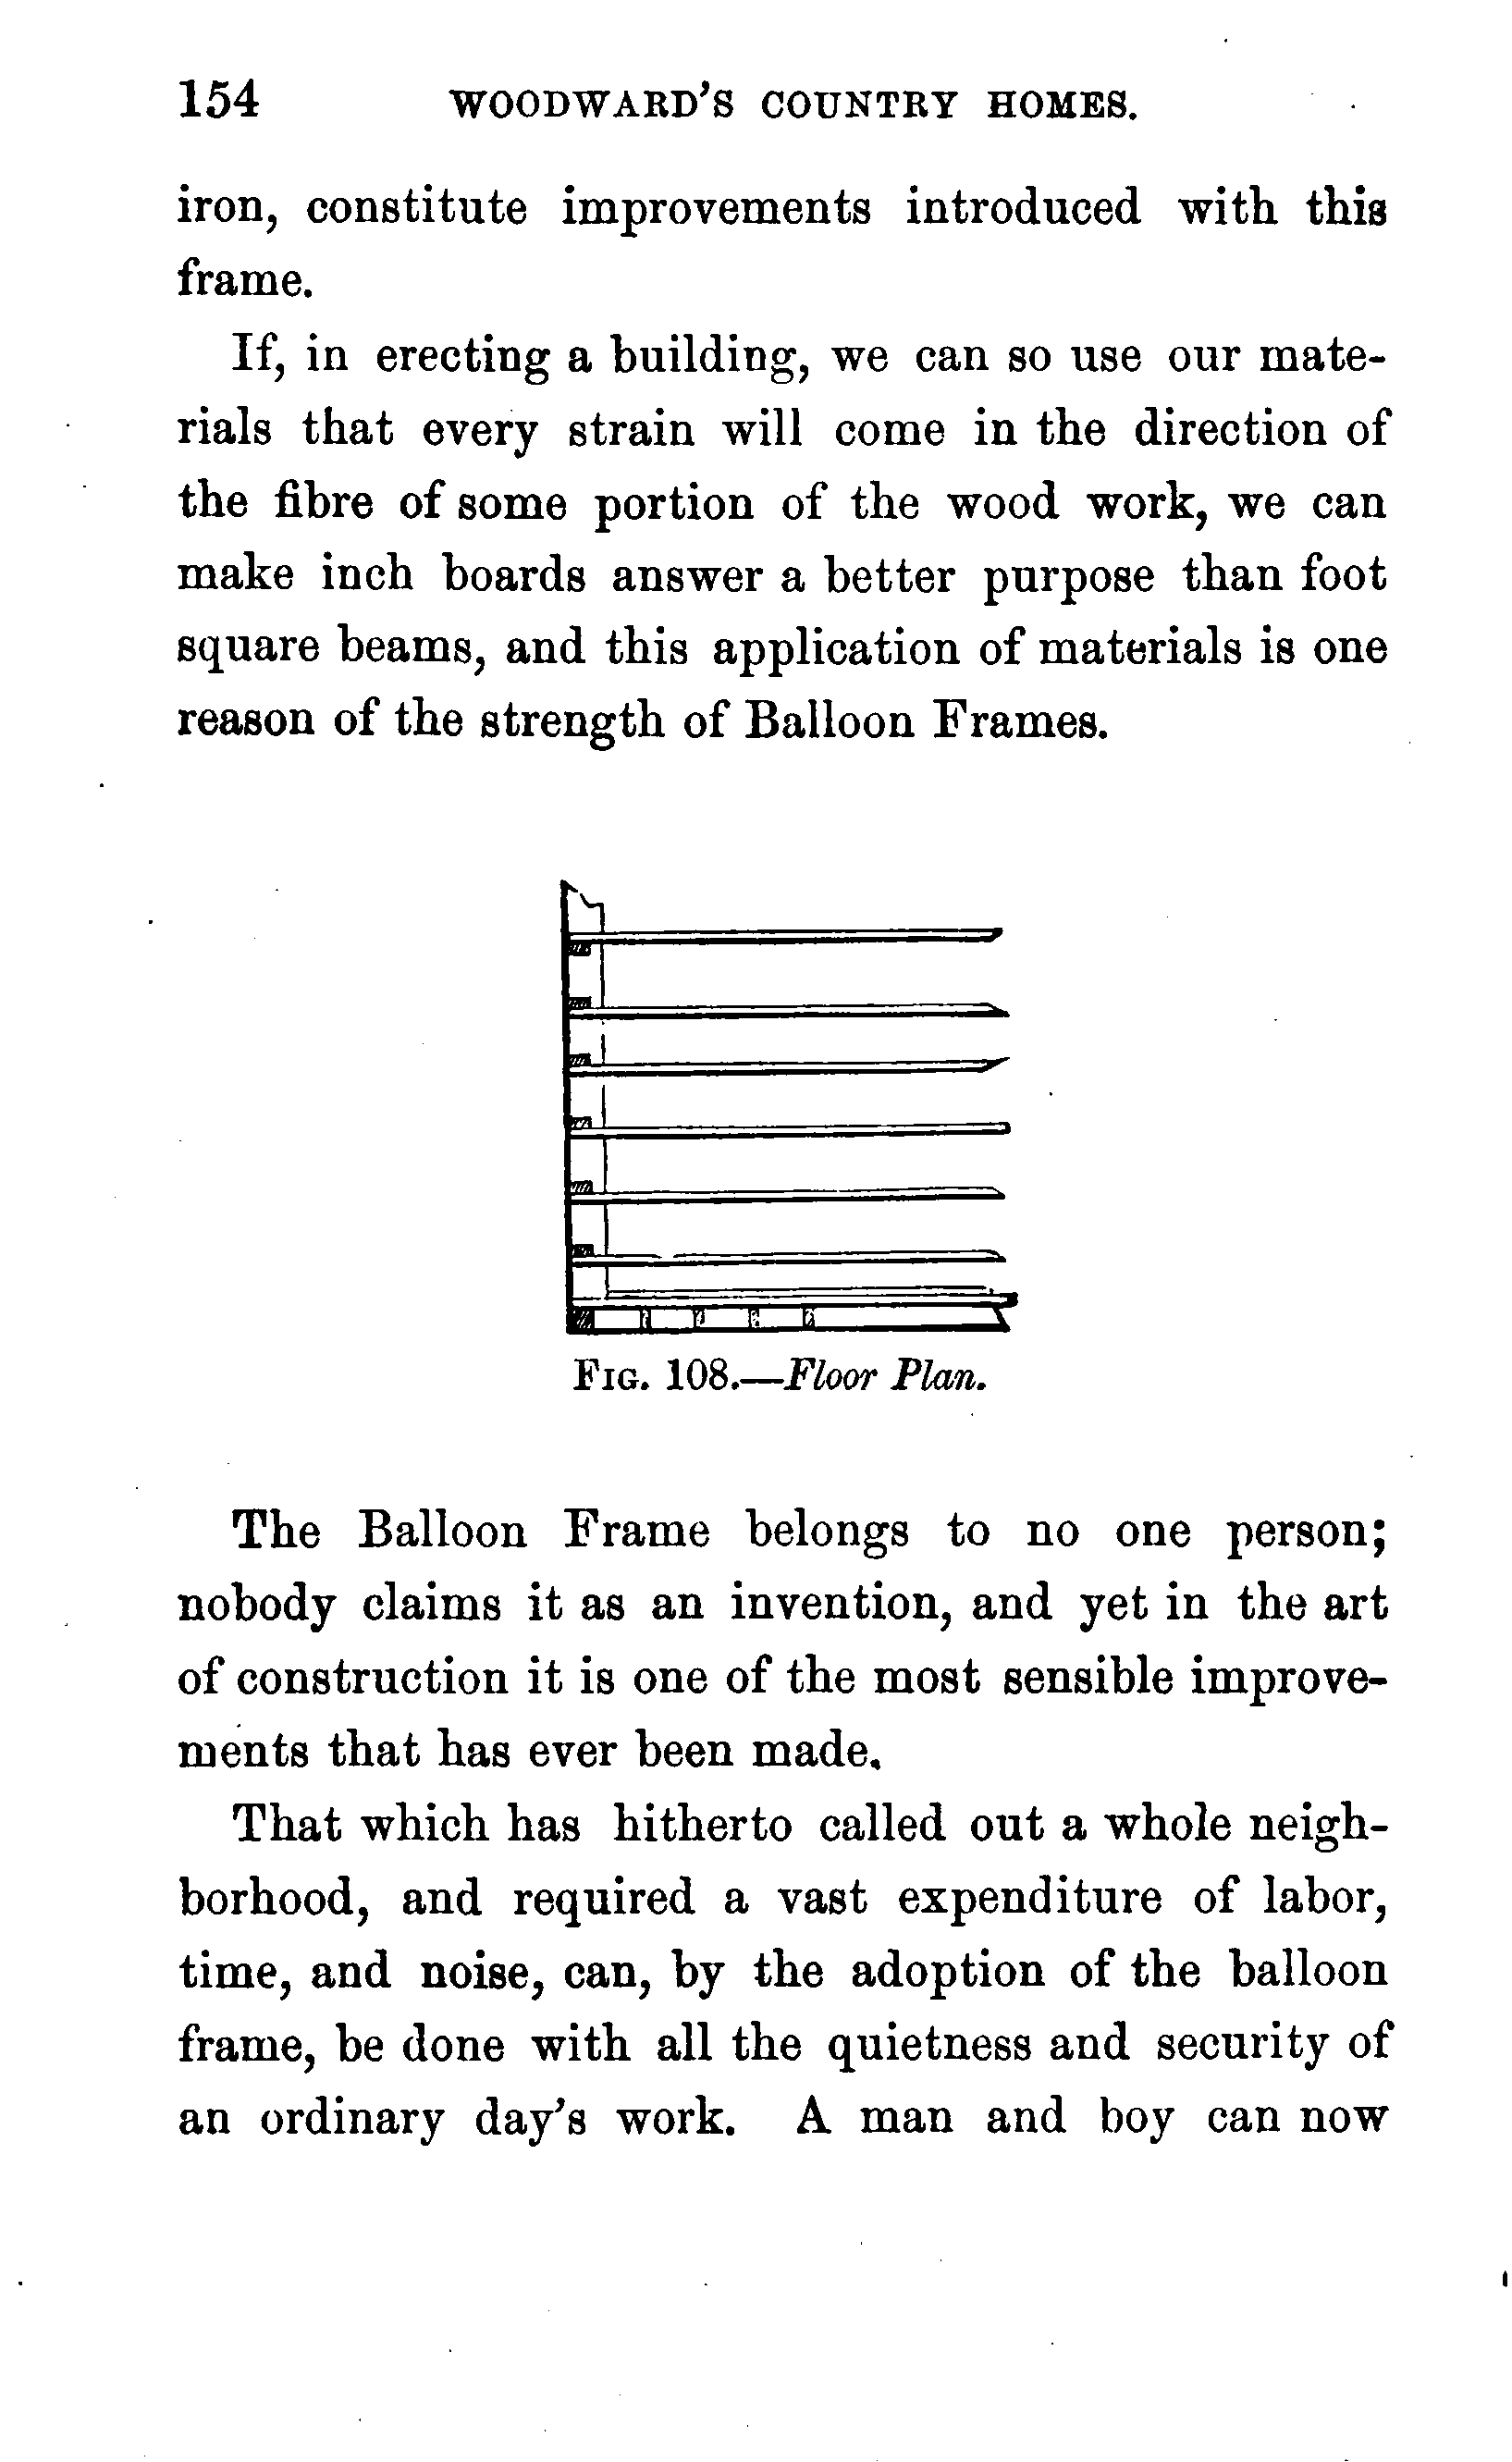 154 WOODWARD'S COUNTRY HOMES.
iron, constitute improvements introduced with this
frame.
If, in erecting a building, we can so use our mate-
rials that every strain will come in the direction of
the fibre of some portion of the wood work, we can
make inch boards answer a better purpose than foot
square beams, and this application of materials is one
reason of the strength of Balloon Frames.
FIG. 108.—Floor Plan.
The Balloon Frame belongs to no one person;
nobody claims it as an invention, and yet in the art
of construction it is one of the most sensible improve-
ments that has ever been made.
That which has hitherto called out a whole neigh-
borhood, and required a vast expenditure of labor,
time, and noise, can, by the adoption of the balloon
frame, be done with all the quietness and security of
an ordinary day's work. A man and boy can now